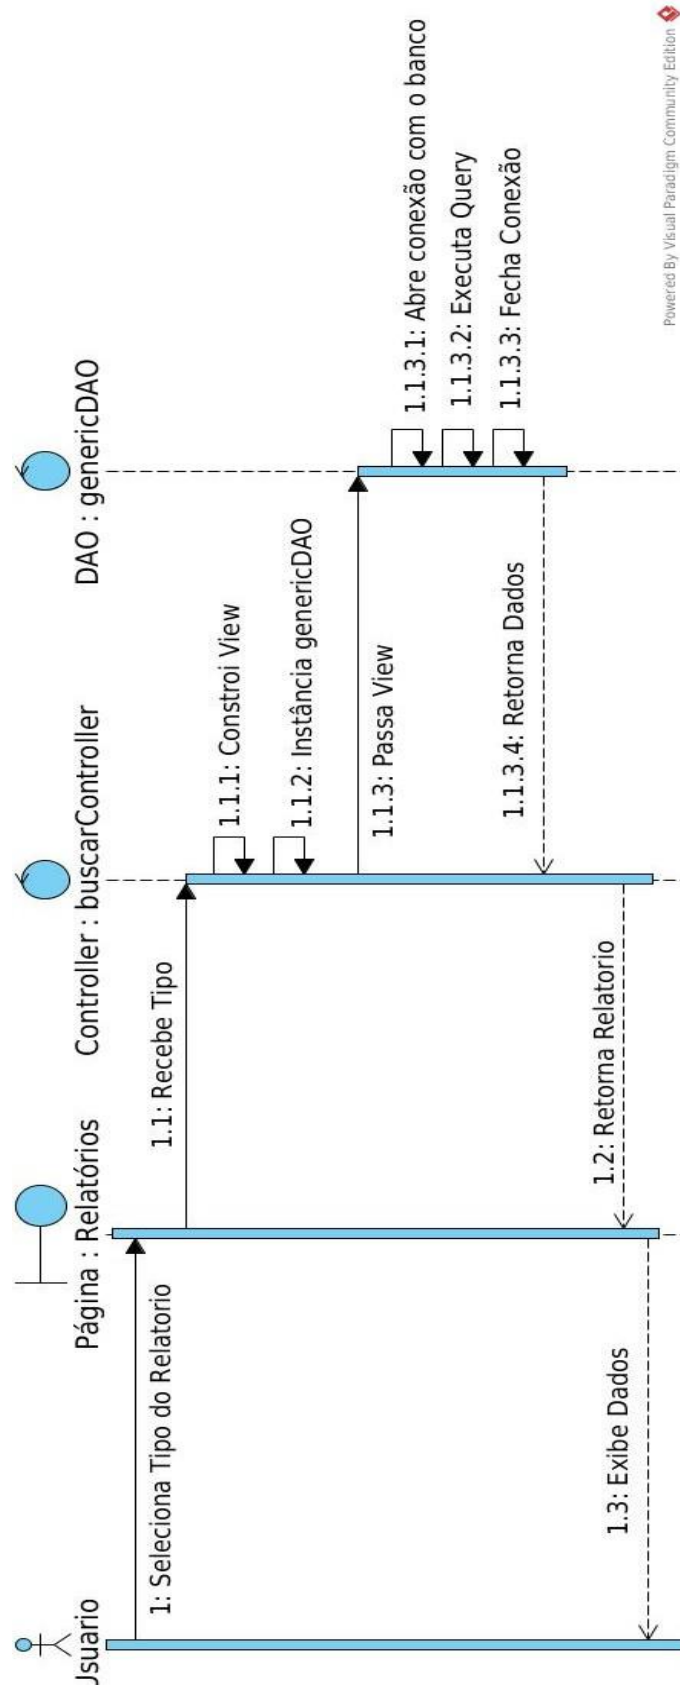 Usuario
Página : Relatórios
Controller : buscarController
DAO : genericDAO
1: Seleciona Tipo do Relatorio
1.1: Recebe Tipo
1.1.1: Constroi View
1.1.2: Instância genericDAO
1.1.3: Passa View
1.1.3.1: Abre conexão com o banco
1.1.3.2: Executa Query
1.1.3.3: Fecha Conexão
1.1.3.4: Retorna Dados
1.2: Retorna Relatorio
1.3: Exibe Dados
Powered By Visual Paradigm Community Edition